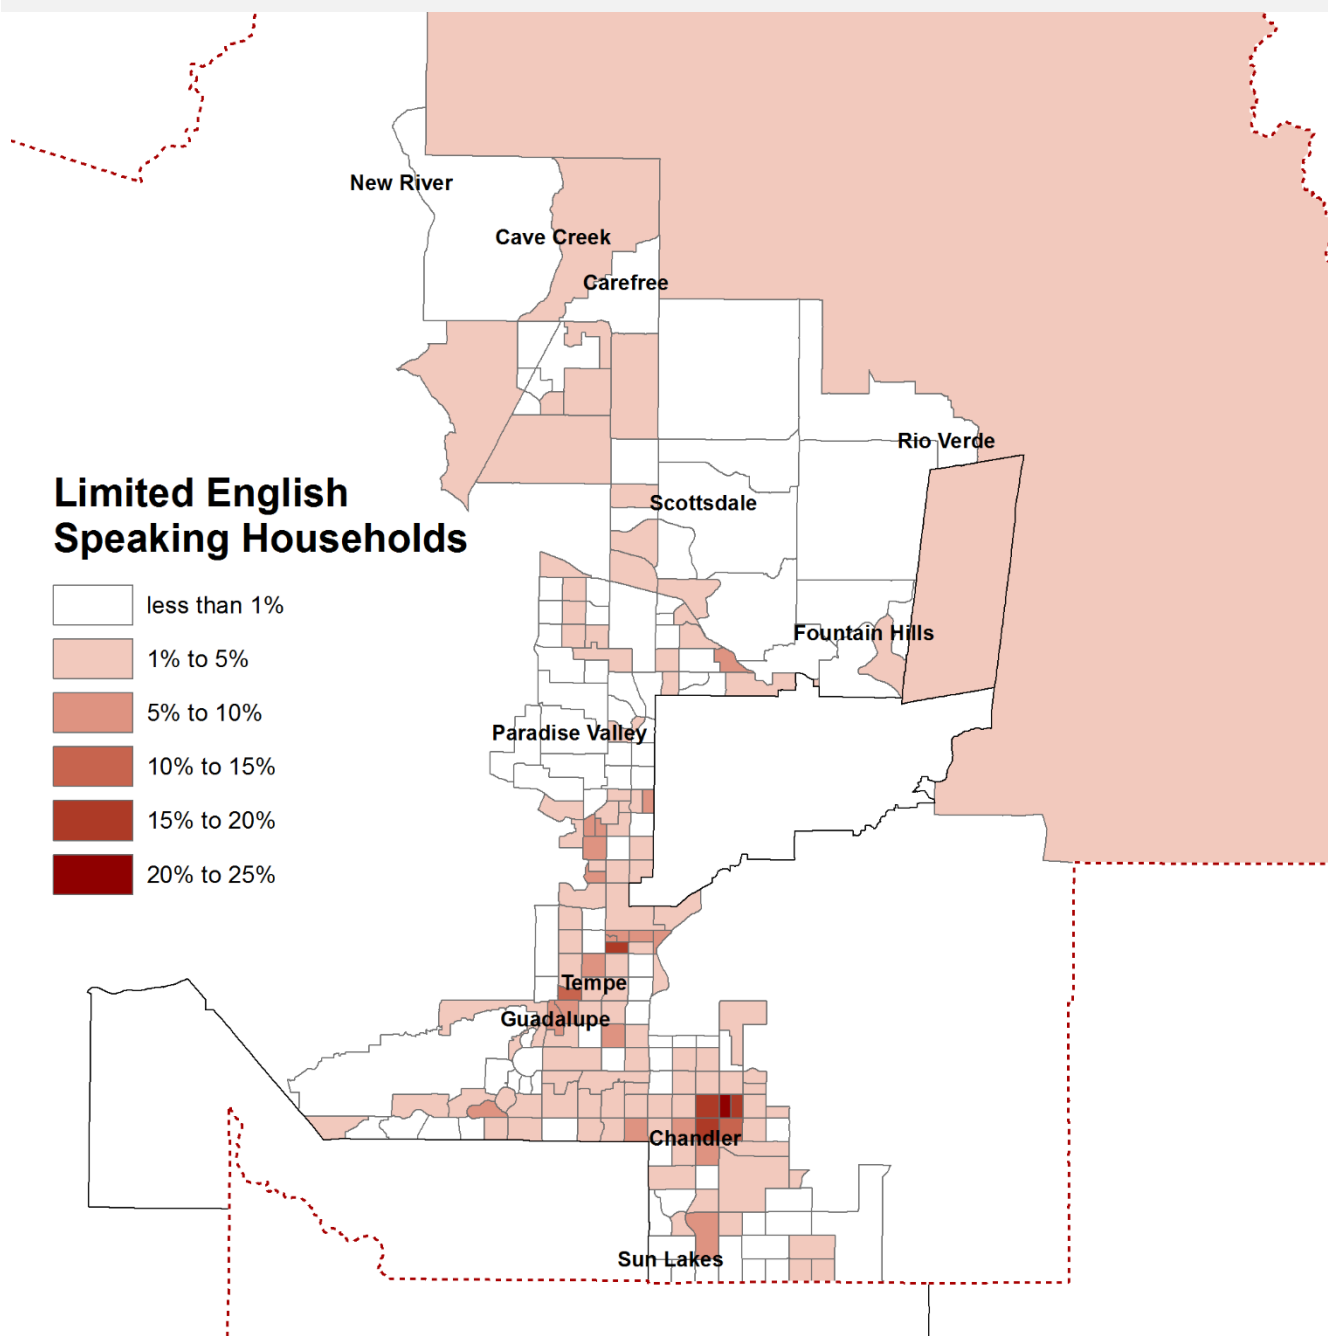 New River
Cave Creek
Carefree
Rio Verde
Limited English
Speaking Households
Scottsdale
less than 1%
Fountain Hills
1% to 5%
5% to 10%
Paradise Valley
10% to 15%
15% to 20%
20% to 25%
Tempe
Guadalupe
Chandler
Sun Lakes